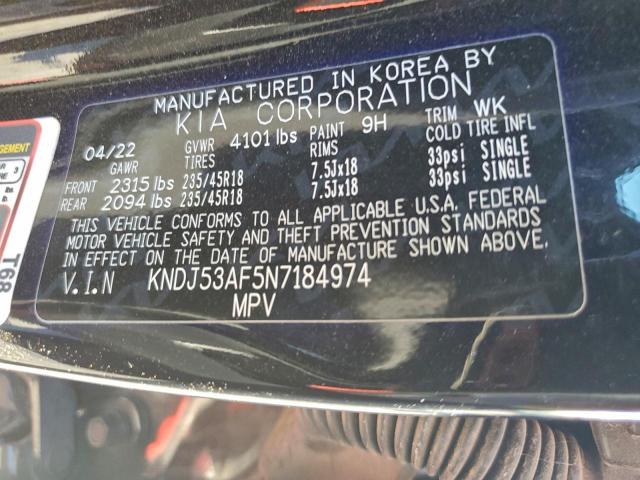 MANUFACTURED IN KOREA BY
KIA CORPORATION
04/22 GVWR 4101 lbs PAINT 9H TRIM WK
GAWR TIRES RIMS COLD TIRE INFL
FRONT 2315 lbs 235/45R18 7.5Jx18 33psi SINGLE
REAR 2094 lbs 235/45R18 7.5Jx18 33psi SINGLE
THIS VEHICLE CONFORMS TO ALL APPLICABLE U.S.A. FEDERAL
MOTOR VEHICLE SAFETY AND THEFT PREVENTION STANDARDS
IN EFFECT ON THE DATE OF MANUFACTURE SHOWN ABOVE.
V.I.N KNDJ53AF5N7184974
MPV
T68